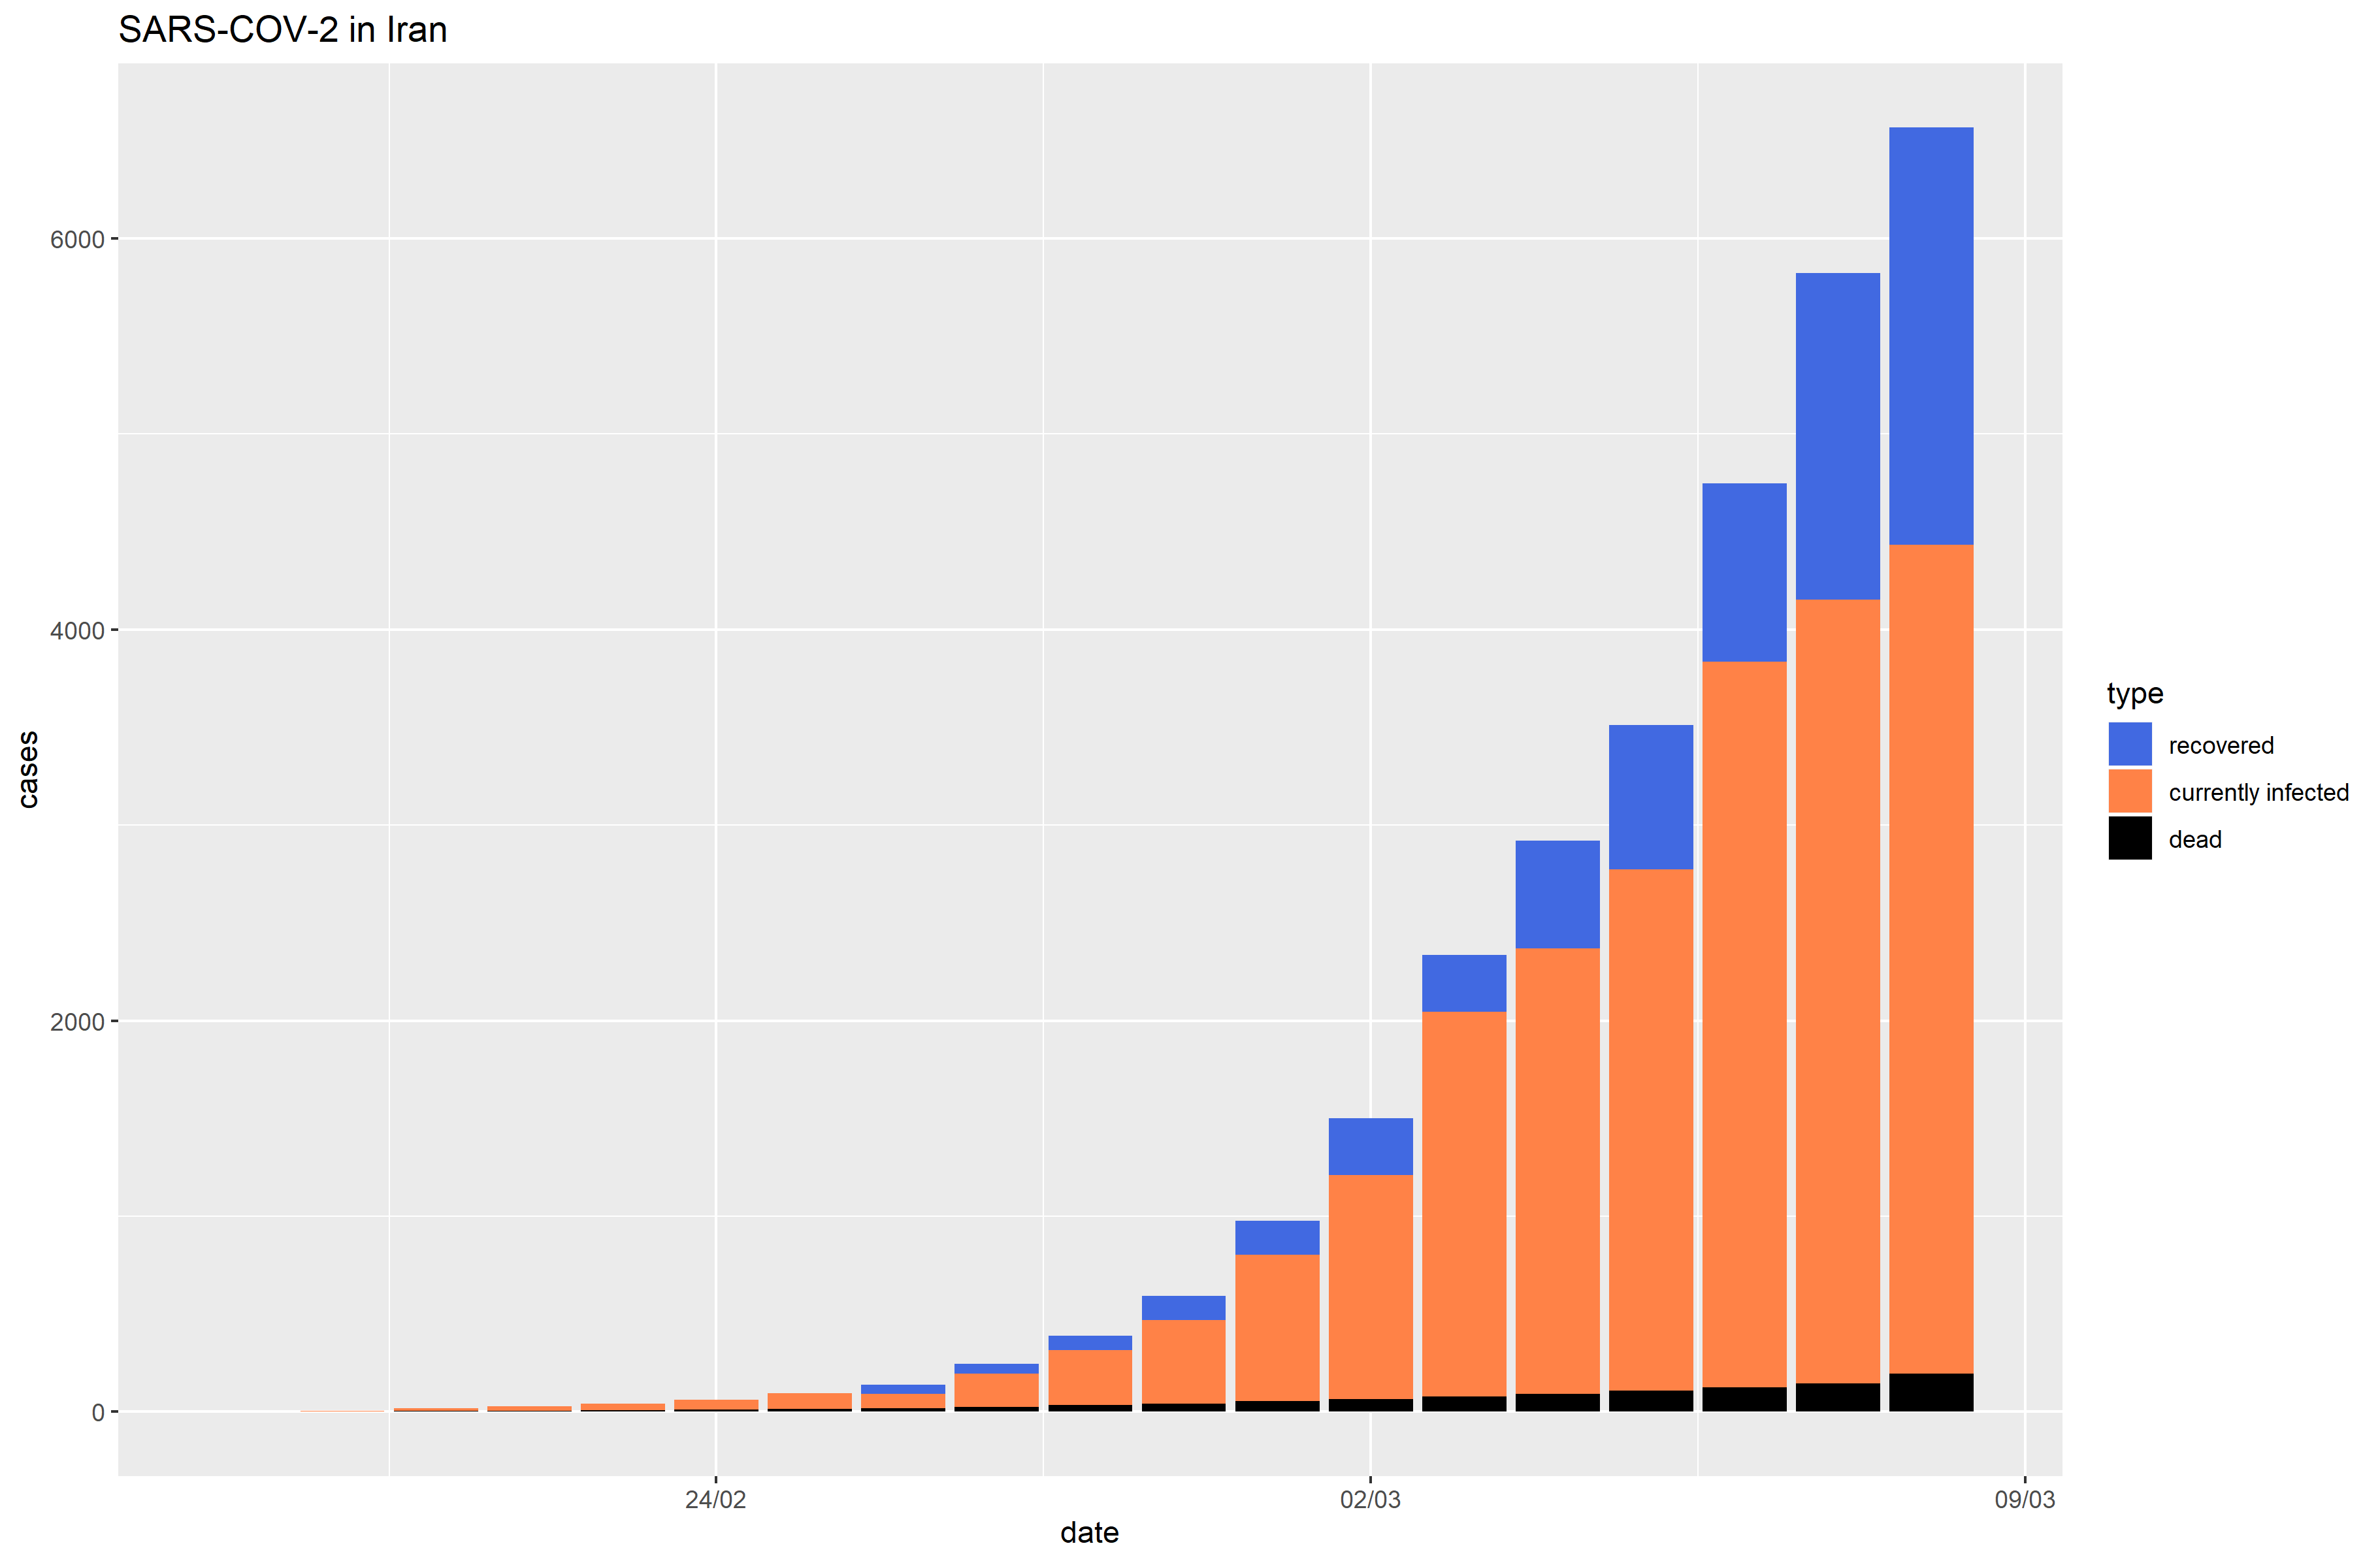 SARS-COV-2 in Iran
cases
6000
4000
2000
0
24/02
02/03
09/03
date
type
recovered
currently infected
dead